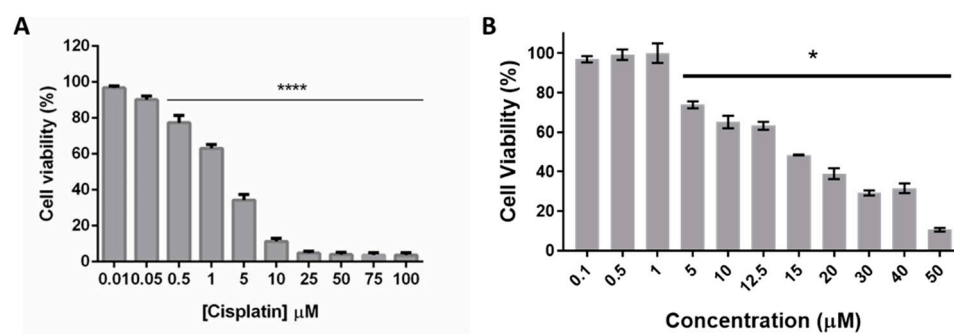 A
Cell viability (%)
120
100
80
60
40
20
0
****
0.01 0.05 0.5 1 5 10 25 50 75 100
[Cisplatin] μM
B
Cell Viability (%)
100
80
60
40
20
0
*
0.1 0.5 1 5 10 12.5 15 20 30 40 50
Concentration (μM)